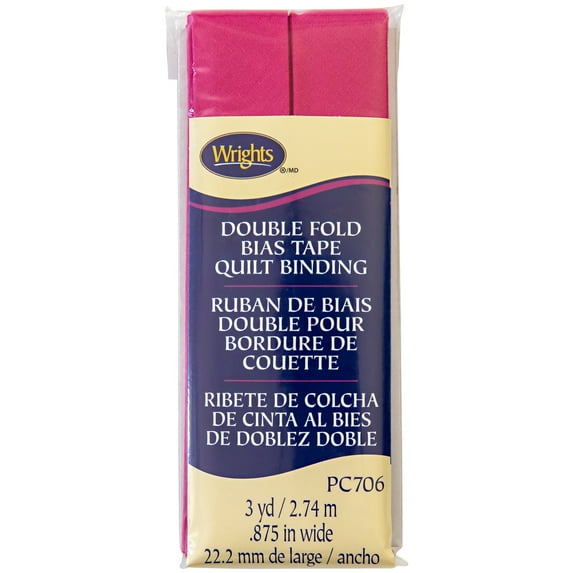 Wrights
®/MD
DOUBLE FOLD
BIAS TAPE
QUILT BINDING
RUBAN DE BIAIS
DOUBLE POUR
BORDURE DE
COUETTE
RIBETE DE COLCHA
DE CINTA AL BIES
DE DOBLEZ DOBLE
PC706
3 yd / 2.74 m
.875 in wide
22.2 mm de large / ancho